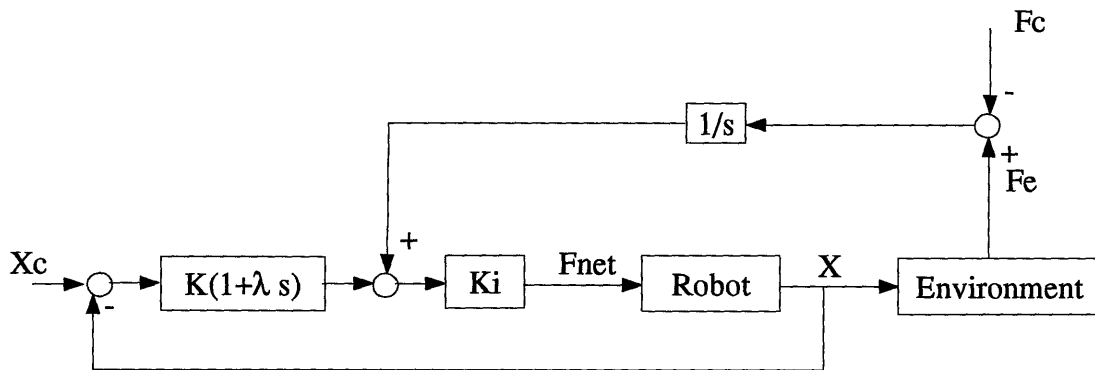 Fc
-
1/s
+
Fe
+
Xc
K(1+λ s)
Ki
Fnet
Robot
X
Environment
-